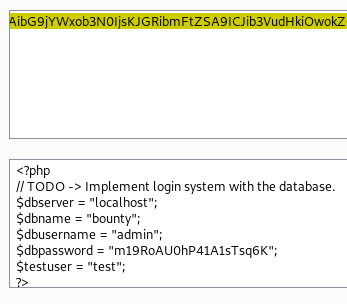 AibG9jYWxob3N0IjsKJGRibmFtZSA9ICJib3VudHkiOwokZ
<?php
// TODO -> Implement login system with the database.
$dbserver = "localhost";
$dbname = "bounty";
$dbusername = "admin";
$dbpassword = "m19RoAU0hP41A1sTsq6K";
$testuser = "test";
?>